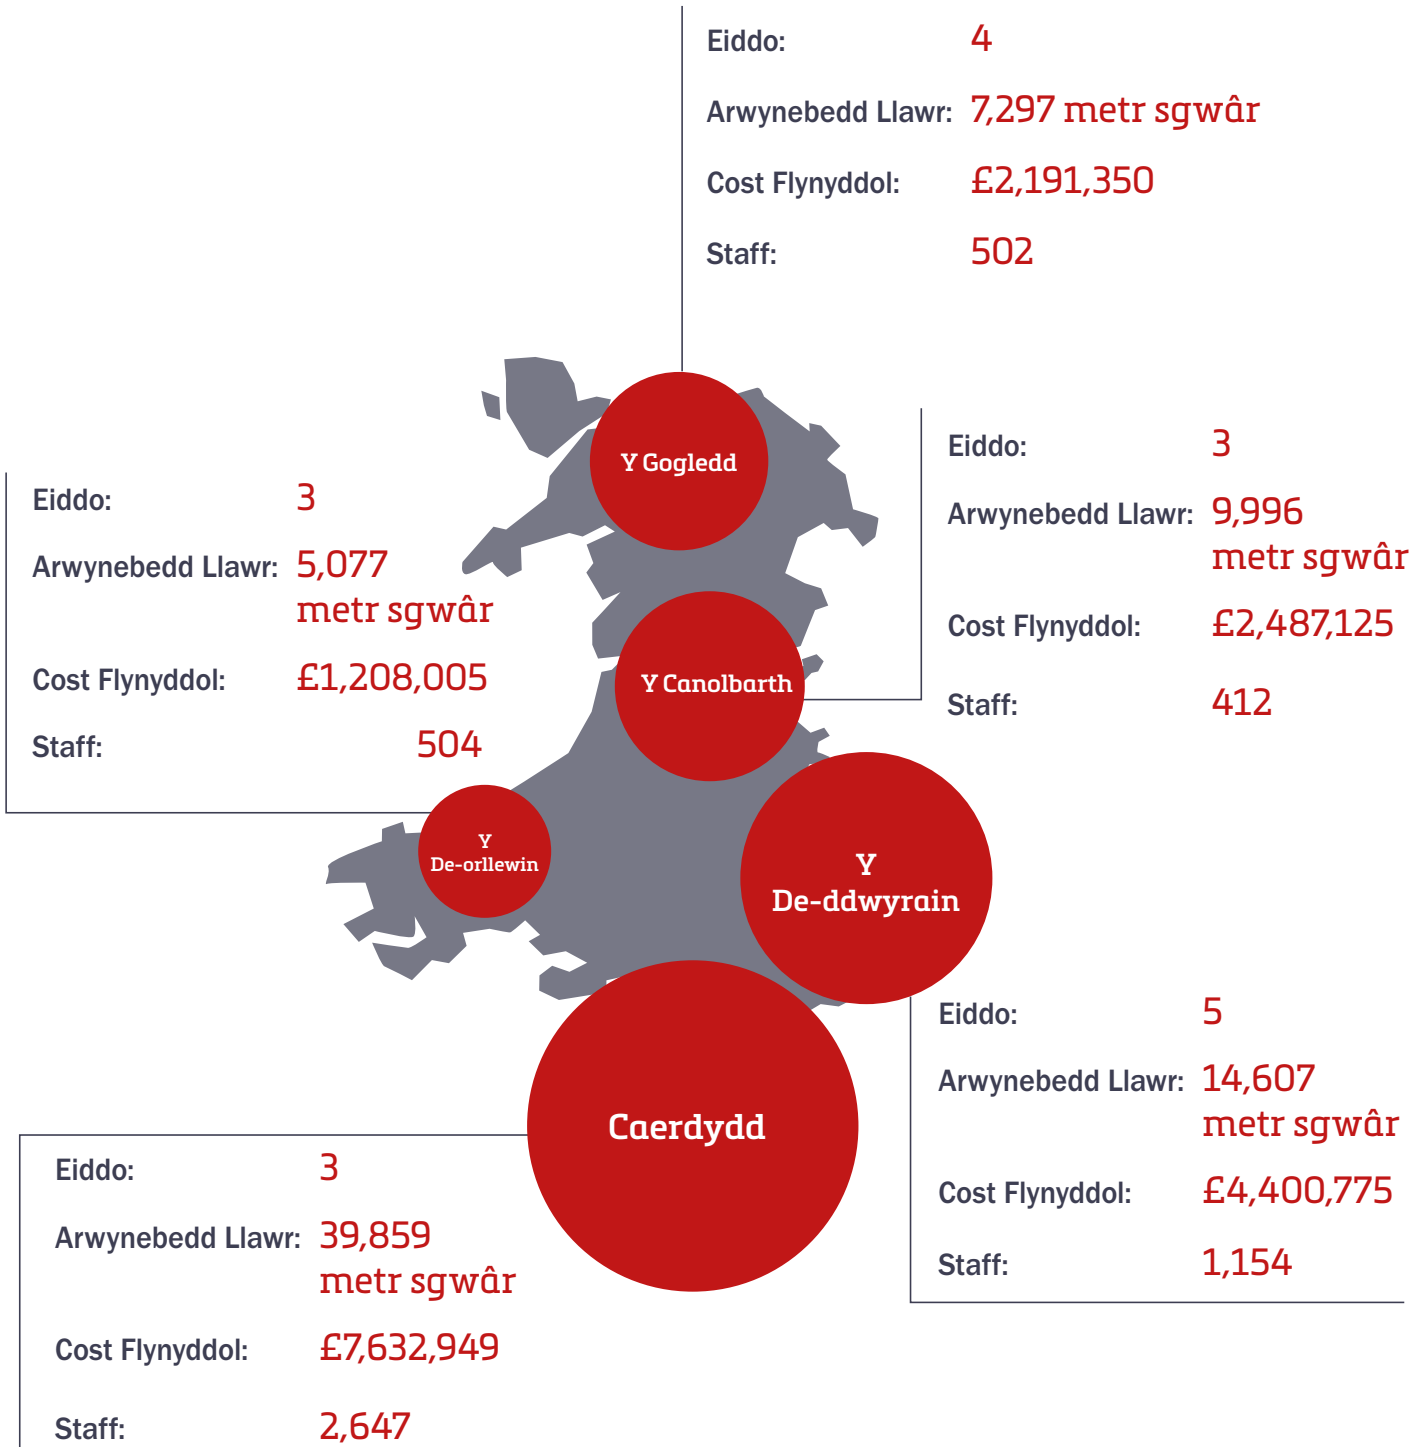 Eiddo: 4
Arwynebedd Llawr: 7,297 metr sgwâr
Cost Flynyddol: £2,191,350
Staff: 502
Y Gogledd
Eiddo: 3
Arwynebedd Llawr: 9,996
metr sgwâr
Cost Flynyddol: £2,487,125
Staff: 412
Y Canolbarth
Eiddo: 3
Arwynebedd Llawr: 5,077
metr sgwâr
Cost Flynyddol: £1,208,005
Staff: 504
Y
De-orllewin
Y
De-ddwyrain
Eiddo: 5
Arwynebedd Llawr: 14,607
metr sgwâr
Cost Flynyddol: £4,400,775
Staff: 1,154
Caerdydd
Eiddo: 3
Arwynebedd Llawr: 39,859
metr sgwâr
Cost Flynyddol: £7,632,949
Staff: 2,647